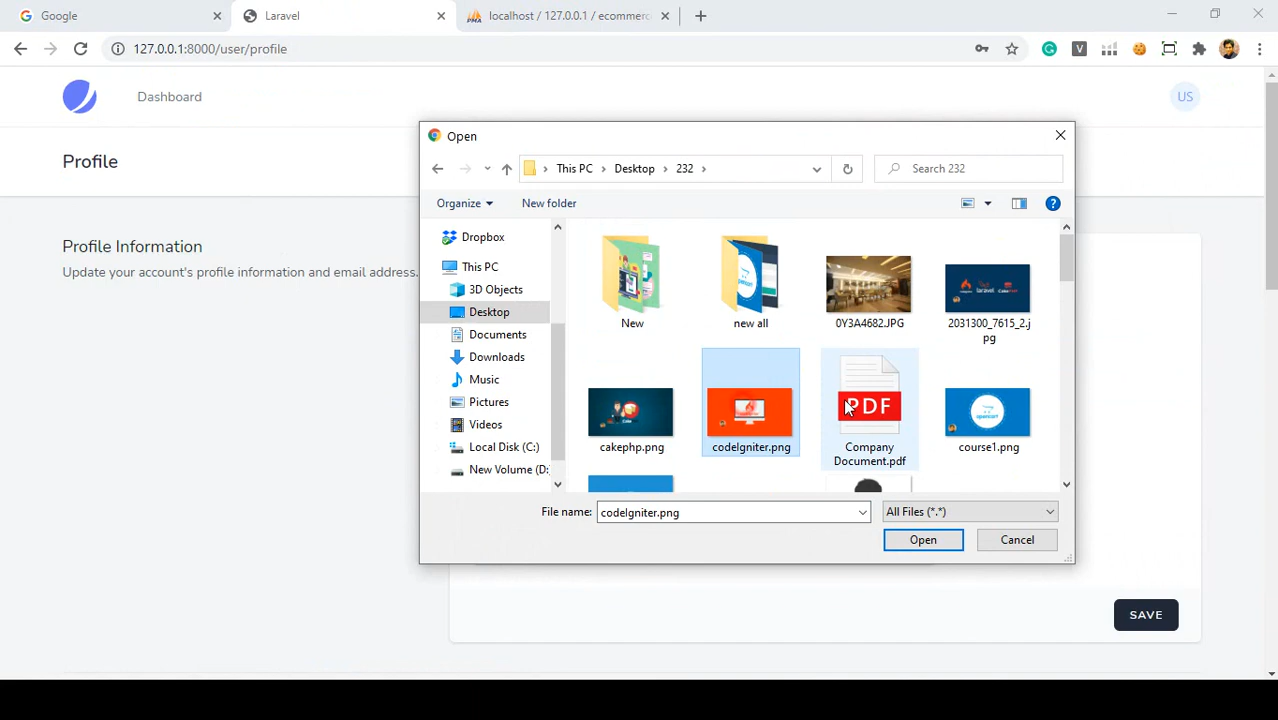 Google
Laravel
localhost / 127.0.0.1 / ecommerc
127.0.0.1:8000/user/profile
Dashboard
US
Profile
Profile Information
Update your account's profile information and email address.
Open
This PC
Desktop
232
Search 232
Organize
New folder
Dropbox
This PC
3D Objects
Desktop
Documents
Downloads
Music
Pictures
Videos
Local Disk (C:)
New Volume (D:
New
new all
0Y3A4682.JPG
2031300_7615_2.j
pg
cakephp.png
codeIgniter.png
PDF
Company
Document.pdf
course1.png
File name:
codeIgniter.png
All Files (*.*)
Open
Cancel
SAVE